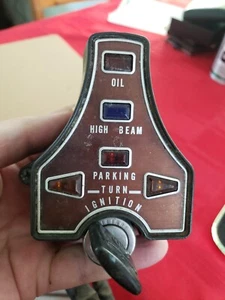 OIL
HIGH BEAM
PARKING
TURN
IGNITION